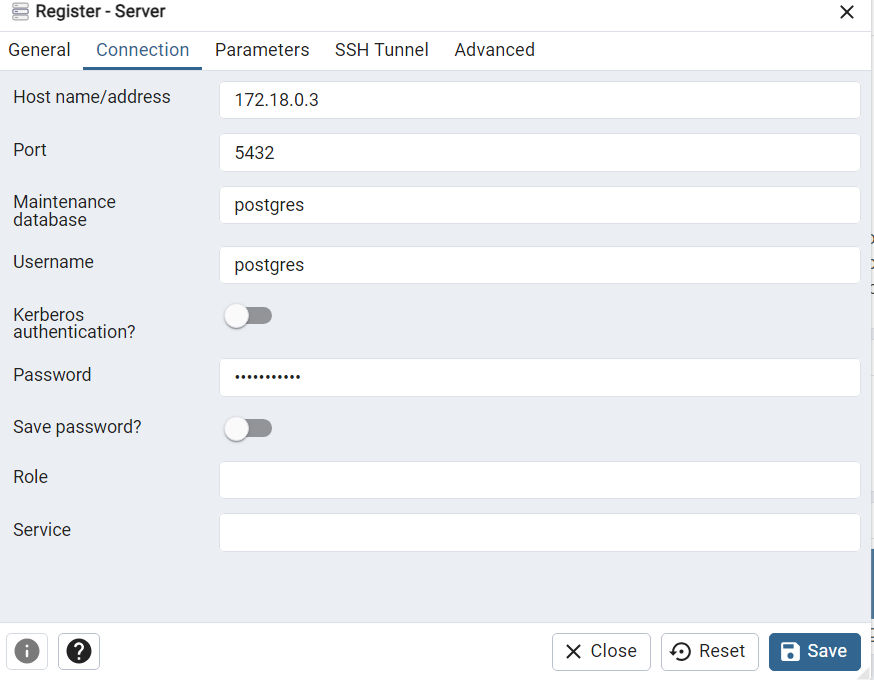 Register - Server
General Connection Parameters SSH Tunnel Advanced
Host name/address 172.18.0.3
Port 5432
Maintenance
database
postgres
Username postgres
Kerberos
authentication?
Password •••••••••••
Save password?
Role
Service
Close Reset Save